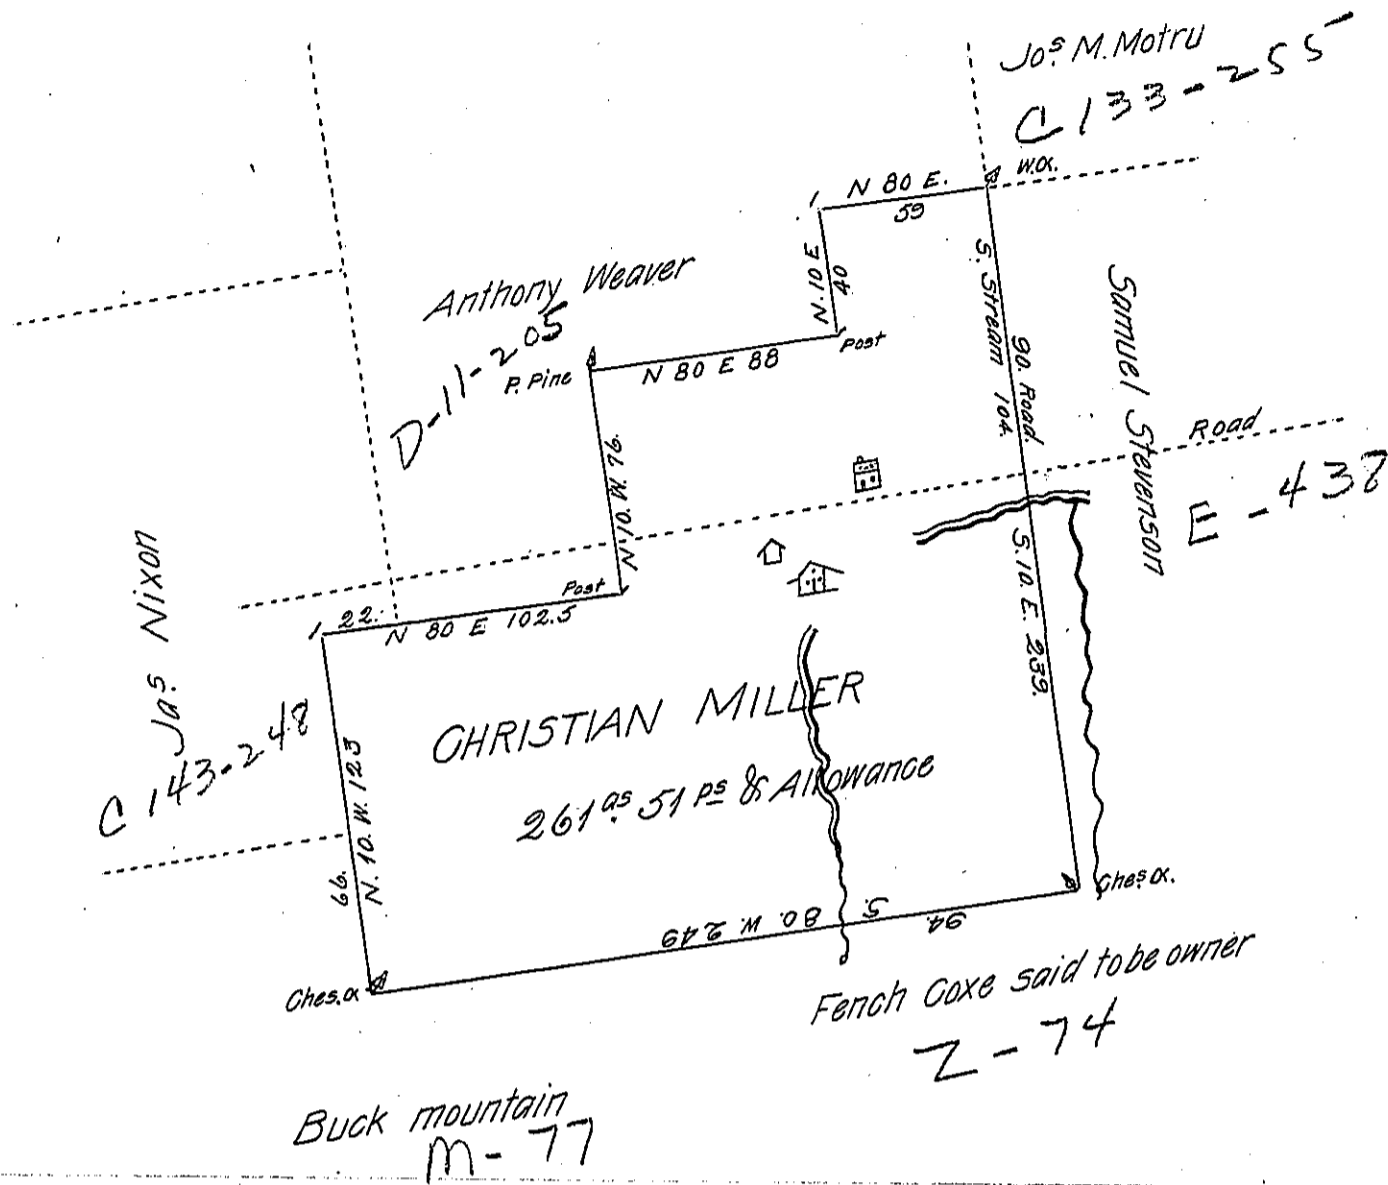 Jos. M. Motru
C 133-255
W.O.
N 80 E.
59
N. 10 E
40
Post
Anthony Weaver
D-11-205
P. Pine
N 80 E 88
S. Stream 104.
90. Road
Samuel Stevenson
Road
E - 437
N. 10. W. 76.
Post
1
1
22.
N 80 E 102.5
S. 10 E. 239.
Jas. Nixon
C 143-248
CHRISTIAN MILLER
261 as. 51 ps & Allowance
N. 10. W. 123
66.
Ches. O.
Ches. O.
S. 80. W. 249
94
Fench Coxe said to be owner
Z - 74
Buck mountain
M - 77